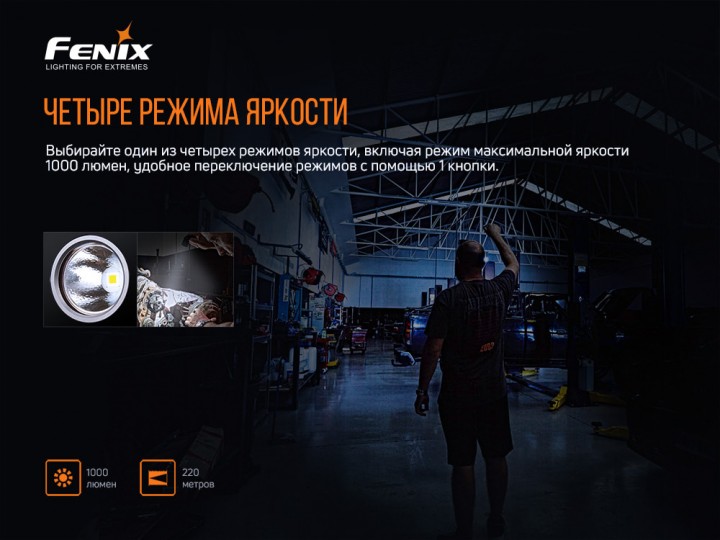 FENIX
LIGHTING FOR EXTREMES
ЧЕТЫРЕ РЕЖИМА ЯРКОСТИ
Выбирайте один из четырех режимов яркости, включая режим максимальной яркости
1000 люмен, удобное переключение режимов с помощью 1 кнопки.
1000
люмен
220
метров